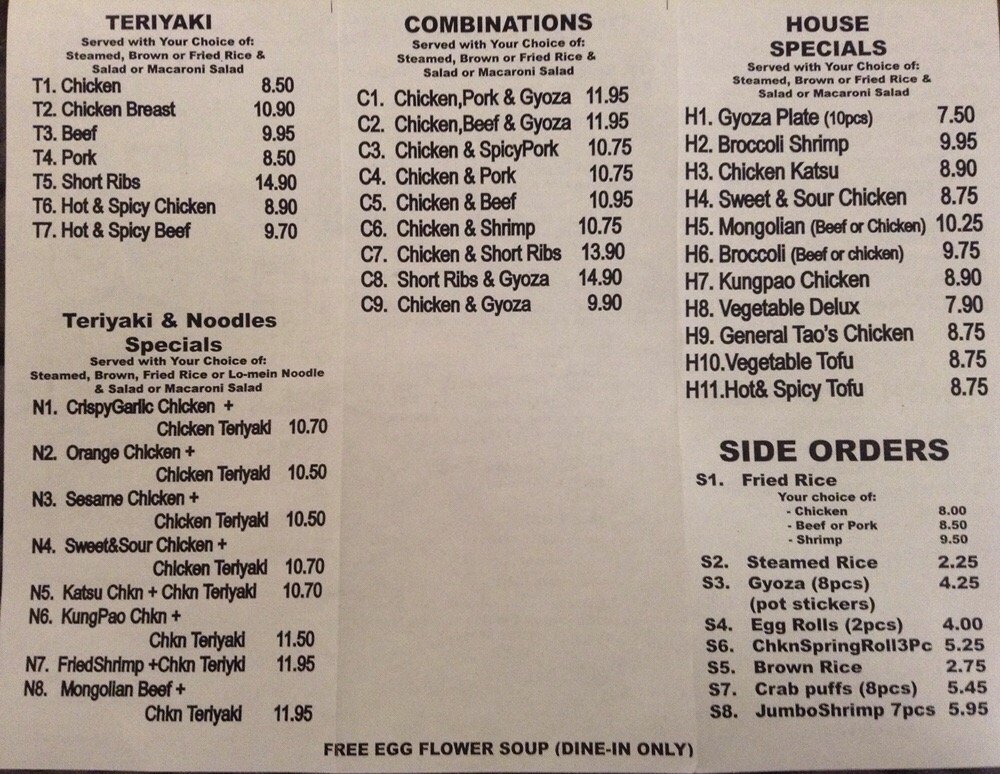 TERIYAKI
Served with Your Choice of:
Steamed, Brown or Fried Rice &
Salad or Macaroni Salad
T1. Chicken 8.50
T2. Chicken Breast 10.90
T3. Beef 9.95
T4. Pork 8.50
T5. Short Ribs 14.90
T6. Hot & Spicy Chicken 8.90
T7. Hot & Spicy Beef 9.70
Teriyaki & Noodles
Specials
Served with Your Choice of:
Steamed, Brown, Fried Rice or Lo-mein Noodle
& Salad or Macaroni Salad
N1. CrispyGarlic Chicken +
Chicken Teriyaki 10.70
N2. Orange Chicken +
Chicken Teriyaki 10.50
N3. Sesame Chicken +
Chicken Teriyaki 10.50
N4. Sweet&Sour Chicken +
Chicken Teriyaki 10.70
N5. Katsu Chkn + Chkn Teriyaki 10.70
N6. KungPao Chkn +
Chkn Teriyaki 11.50
N7. FriedShrimp +Chkn Teriyki 11.95
N8. Mongolian Beef +
Chkn Teriyaki 11.95
COMBINATIONS
Served with Your Choice of:
Steamed, Brown or Fried Rice &
Salad or Macaroni Salad
C1. Chicken,Pork & Gyoza 11.95
C2. Chicken,Beef & Gyoza 11.95
C3. Chicken & SpicyPork 10.75
C4. Chicken & Pork 10.75
C5. Chicken & Beef 10.95
C6. Chicken & Shrimp 10.75
C7. Chicken & Short Ribs 13.90
C8. Short Ribs & Gyoza 14.90
C9. Chicken & Gyoza 9.90
HOUSE
SPECIALS
Served with Your Choice of:
Steamed, Brown or Fried Rice &
Salad or Macaroni Salad
H1. Gyoza Plate (10pcs) 7.50
H2. Broccoli Shrimp 9.95
H3. Chicken Katsu 8.90
H4. Sweet & Sour Chicken 8.75
H5. Mongolian (Beef or Chicken) 10.25
H6. Broccoli (Beef or chicken) 9.75
H7. Kungpao Chicken 8.90
H8. Vegetable Delux 7.90
H9. General Tao's Chicken 8.75
H10.Vegetable Tofu 8.75
H11.Hot& Spicy Tofu 8.75
SIDE ORDERS
S1. Fried Rice
Your choice of:
- Chicken 8.00
- Beef or Pork 8.50
- Shrimp 9.50
S2. Steamed Rice 2.25
S3. Gyoza (8pcs) 4.25
(pot stickers)
S4. Egg Rolls (2pcs) 4.00
S6. ChknSpringRoll3Pc 5.25
S5. Brown Rice 2.75
S7. Crab puffs (8pcs) 5.45
S8. JumboShrimp 7pcs 5.95
FREE EGG FLOWER SOUP (DINE-IN ONLY)